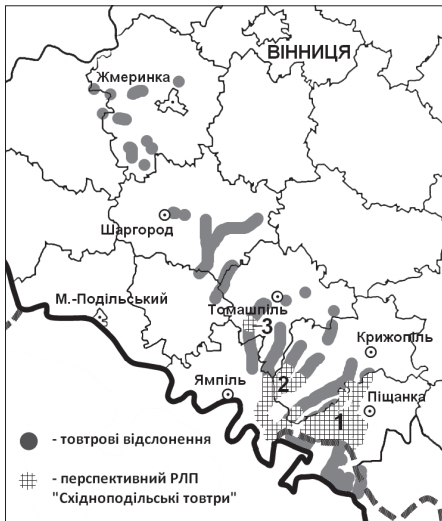 ВІННИЦЯ
Жмеринка
Шаргород
М.-Подільський
Томашпіль
3
Крижопіль
Ямпіль
2
Піщанка
1
- товтрові відслонення
- перспективний РЛП
"Східноподільські товтри"